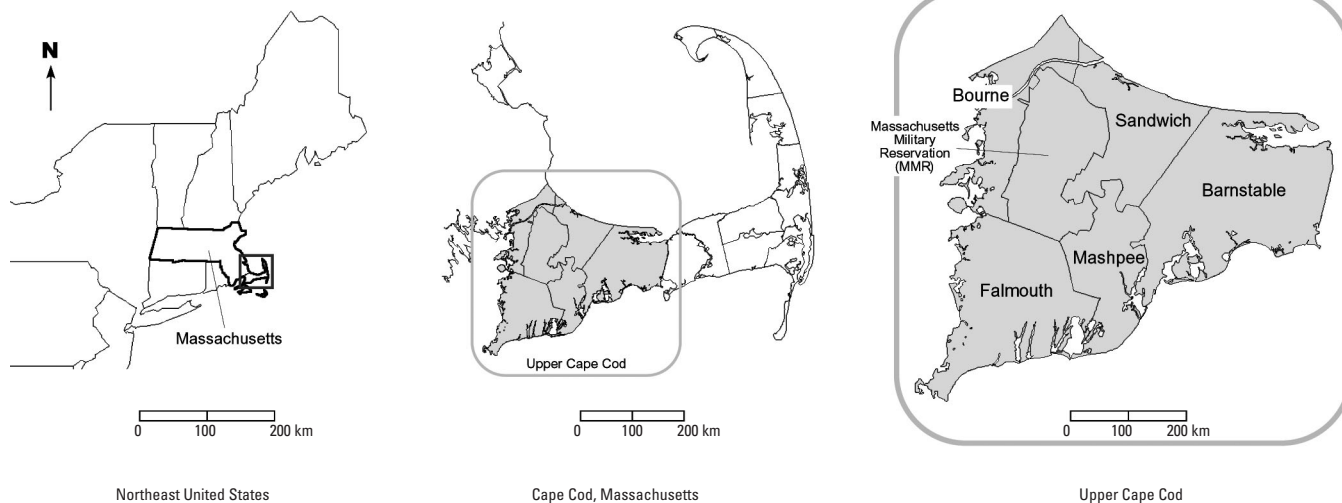 N
Massachusetts
0 100 200 km
Northeast United States
Upper Cape Cod
0 100 200 km
Cape Cod, Massachusetts
Bourne
Massachusetts
Military
Reservation
(MMR)
Sandwich
Barnstable
Mashpee
Falmouth
0 100 200 km
Upper Cape Cod